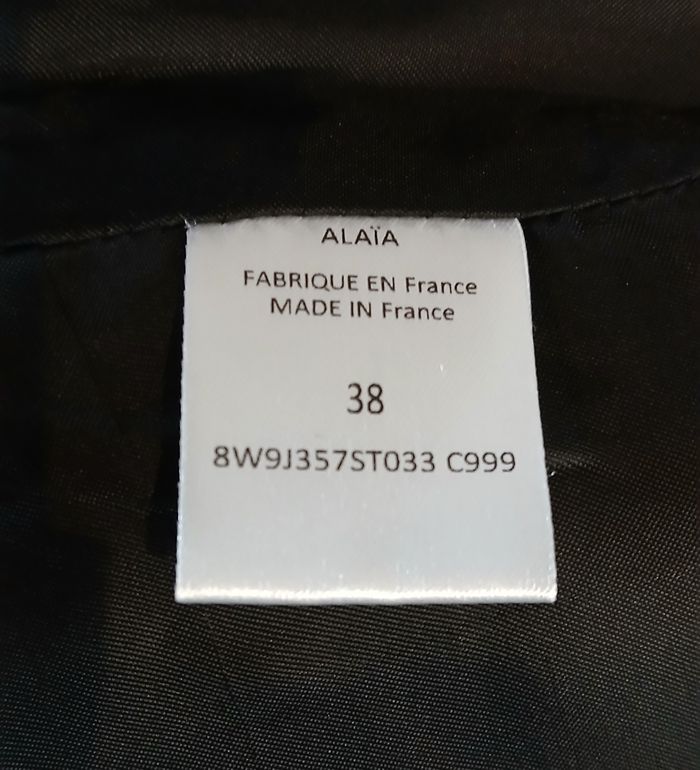 ALAÏA
FABRIQUE EN France
MADE IN France
38
8W9J357ST033 C999